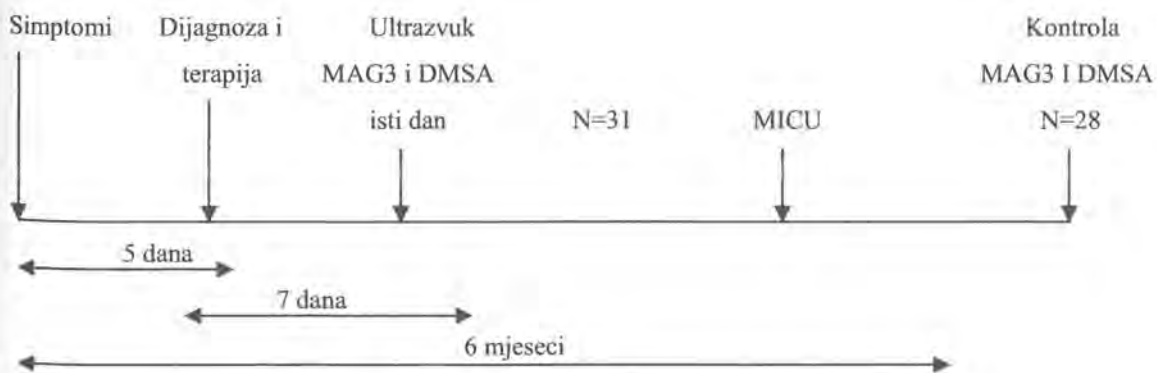 Simptomi
Dijagnoza i
terapija
Ultrazvuk
MAG3 i DMSA
isti dan
N=31
MICU
Kontrola
MAG3 I DMSA
N=28
5 dana
7 dana
6 mjeseci